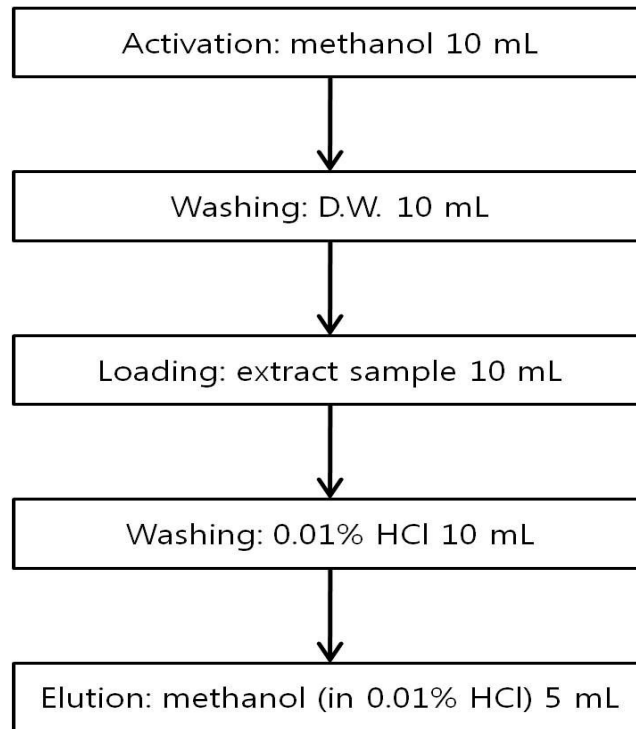 Activation: methanol 10 mL
Washing: D.W. 10 mL
Loading: extract sample 10 mL
Washing: 0.01% HCl 10 mL
Elution: methanol (in 0.01% HCl) 5 mL